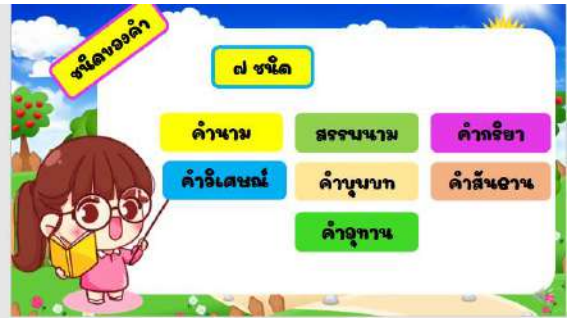 ชนิดของคำ
๗ ชนิด
คำนาม สรรพนาม คำกริยา
คำวิเศษณ์ คำบุพบท คำสันธาน
คำอุทาน